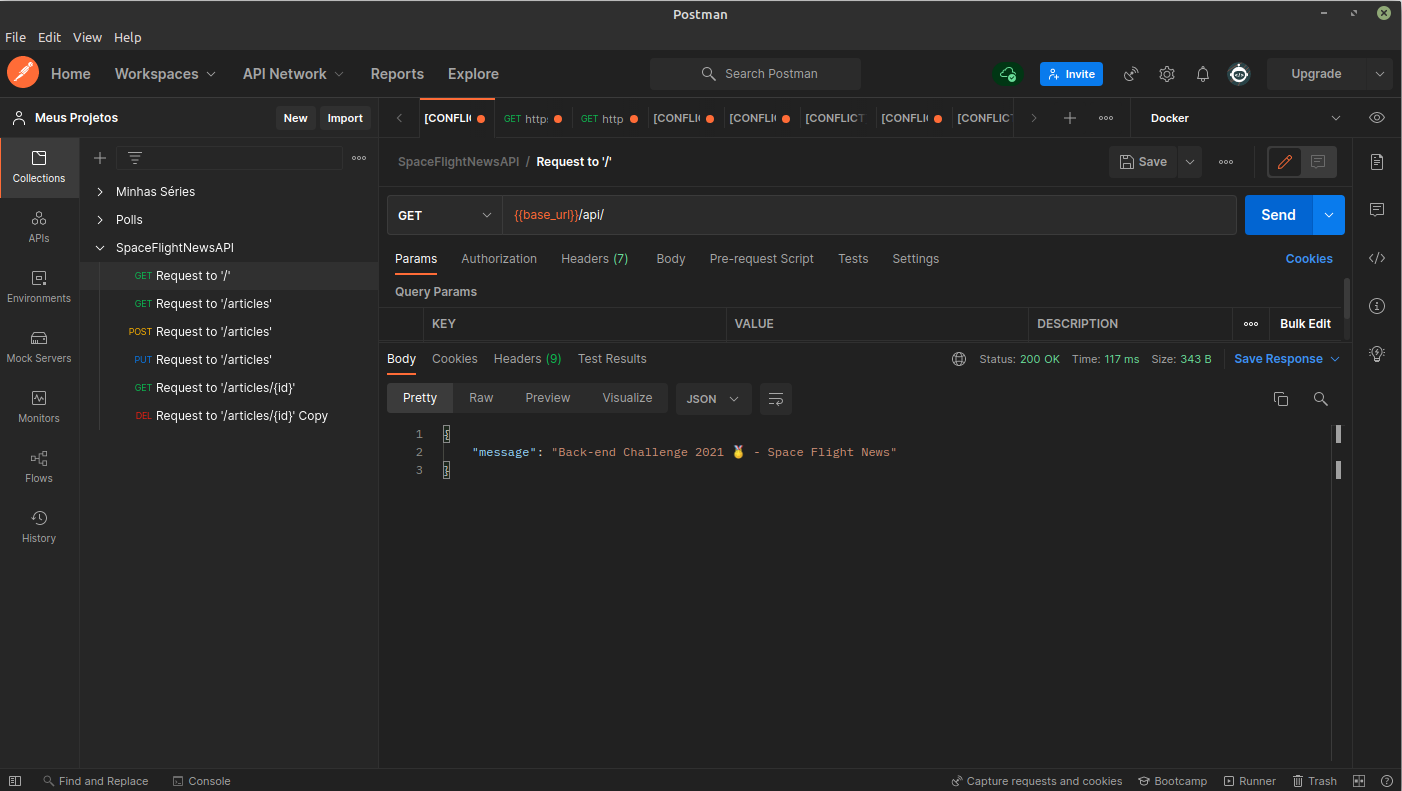 Postman
File Edit View Help
Home Workspaces API Network Reports Explore Search Postman Invite Upgrade
Meus Projetos New Import
[CONFLI GET http: GET http [CONFLI [CONFLI [CONFLICT [CONFLI [CONFLICT Docker
Collections
APIs
Environments
Mock Servers
Monitors
Flows
History
Minhas Séries
Polls
SpaceFlightNewsAPI
GET Request to '/'
GET Request to '/articles'
POST Request to '/articles'
PUT Request to '/articles'
GET Request to '/articles/{id}'
DEL Request to '/articles/{id}' Copy
SpaceFlightNewsAPI / Request to '/' Save
GET {{base_url}}/api/ Send
Params Authorization Headers (7) Body Pre-request Script Tests Settings Cookies
Query Params
KEY VALUE DESCRIPTION Bulk Edit
Body Cookies Headers (9) Test Results Status: 200 OK Time: 117 ms Size: 343 B Save Response
Pretty Raw Preview Visualize JSON
1 {
2 "message": "Back-end Challenge 2021 🏅 - Space Flight News"
3 }
Find and Replace Console Capture requests and cookies Bootcamp Runner Trash